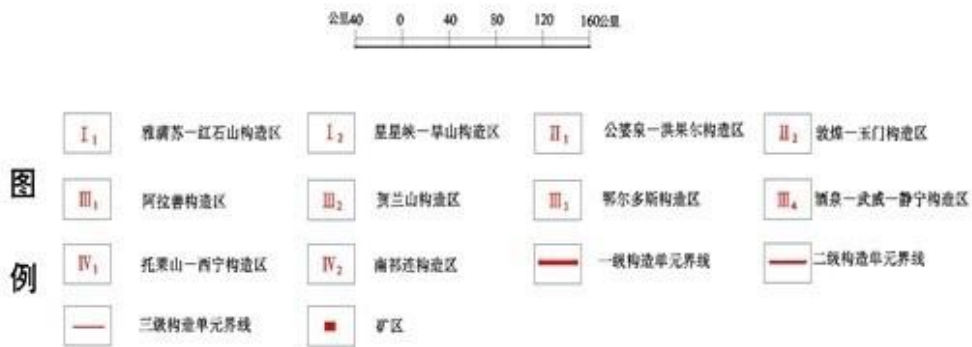 公里40 0 40 80 120 160公里
图例
Ⅰ1 雅满苏—红石山构造区 Ⅰ2 星星峡—旱山构造区 Ⅱ1 公婆泉—洪果尔构造区 Ⅱ2 敦煌—玉门构造区
Ⅲ1 阿拉善构造区 Ⅲ2 贺兰山构造区 Ⅲ3 鄂尔多斯构造区 Ⅲ4 酒泉—武威—静宁构造区
Ⅳ1 托莱山—西宁构造区 Ⅳ2 南祁连构造区 一级构造单元界线 二级构造单元界线
三级构造单元界线 矿区